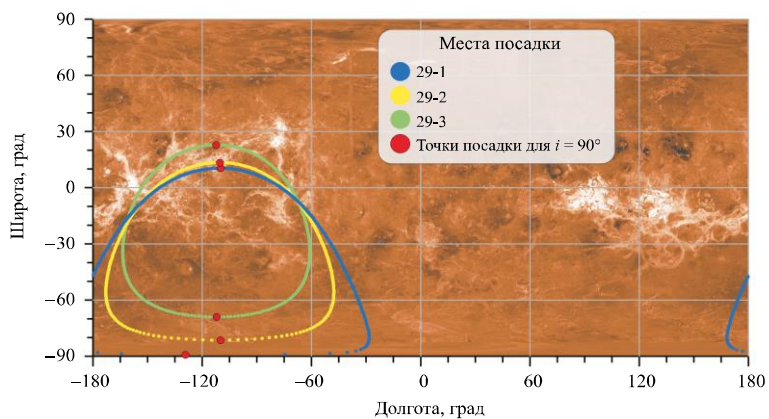 90
60
30
0
−30
−60
−90
Широта, град
Места посадки
29-1
29-2
29-3
Точки посадки для i = 90°
−180 −120 −60 0 60 120 180
Долгота, град